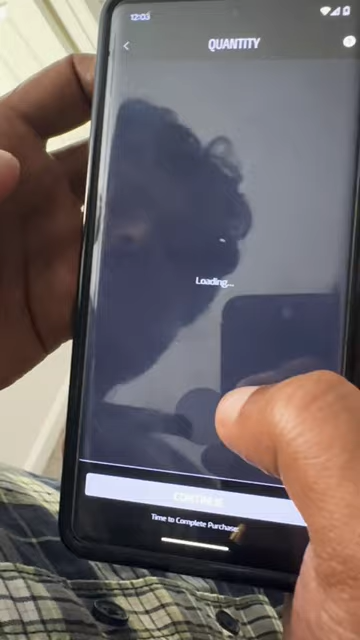 12:03
QUANTITY
Loading...
CONTINUE
Time to Complete Purchase